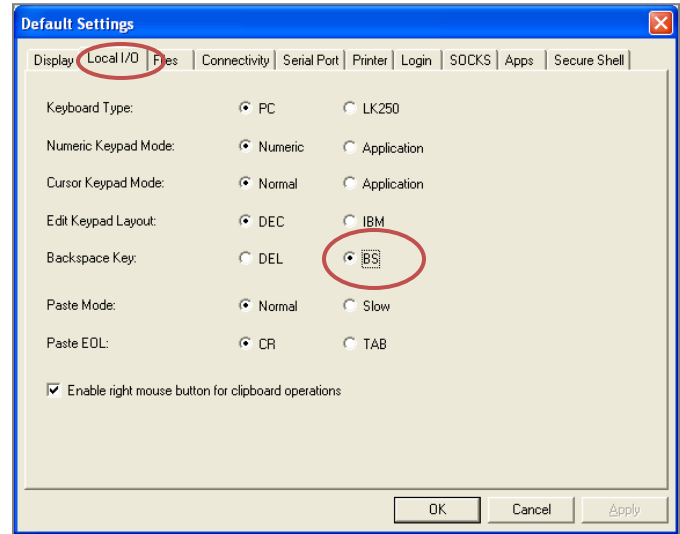 Default Settings
Display Local I/O Files Connectivity Serial Port Printer Login SOCKS Apps Secure Shell
Keyboard Type: PC LK250
Numeric Keypad Mode: Numeric Application
Cursor Keypad Mode: Normal Application
Edit Keypad Layout: DEC IBM
Backspace Key: DEL BS
Paste Mode: Normal Slow
Paste EOL: CR TAB
Enable right mouse button for clipboard operations
OK Cancel Apply